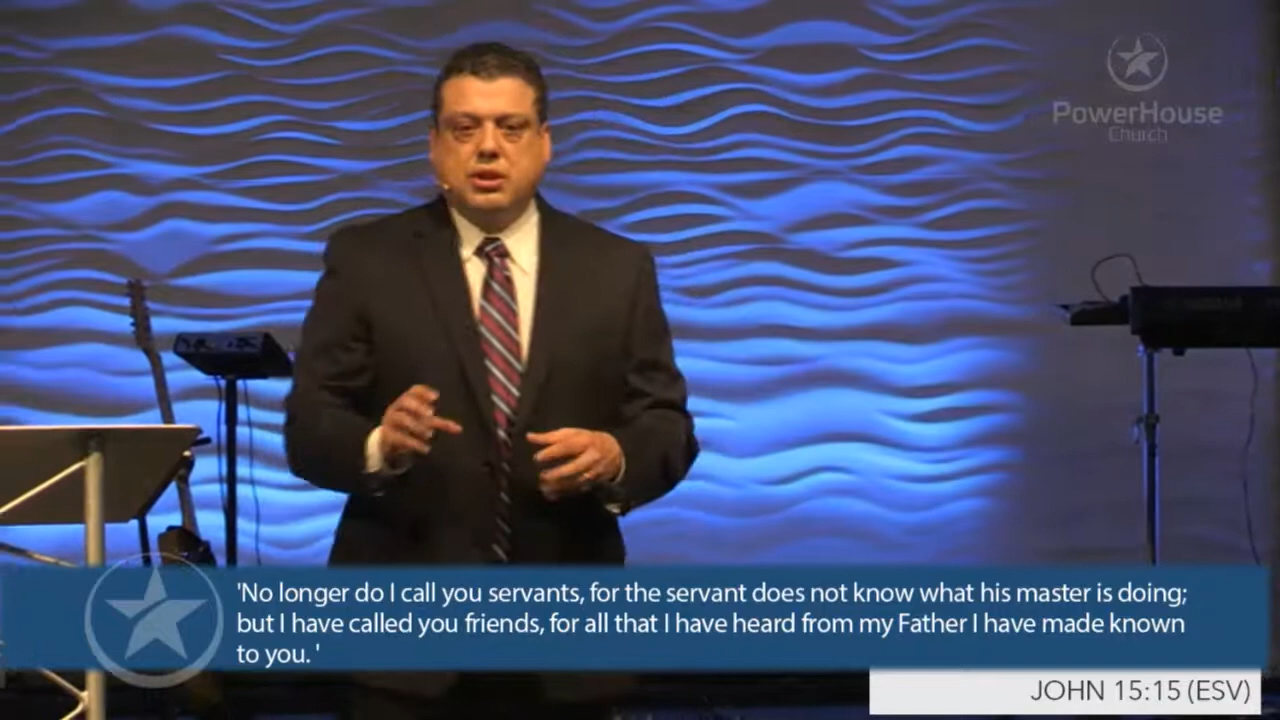 PowerHouse
Church
'No longer do I call you servants, for the servant does not know what his master is doing;
but I have called you friends, for all that I have heard from my Father I have made known
to you. '
JOHN 15:15 (ESV)